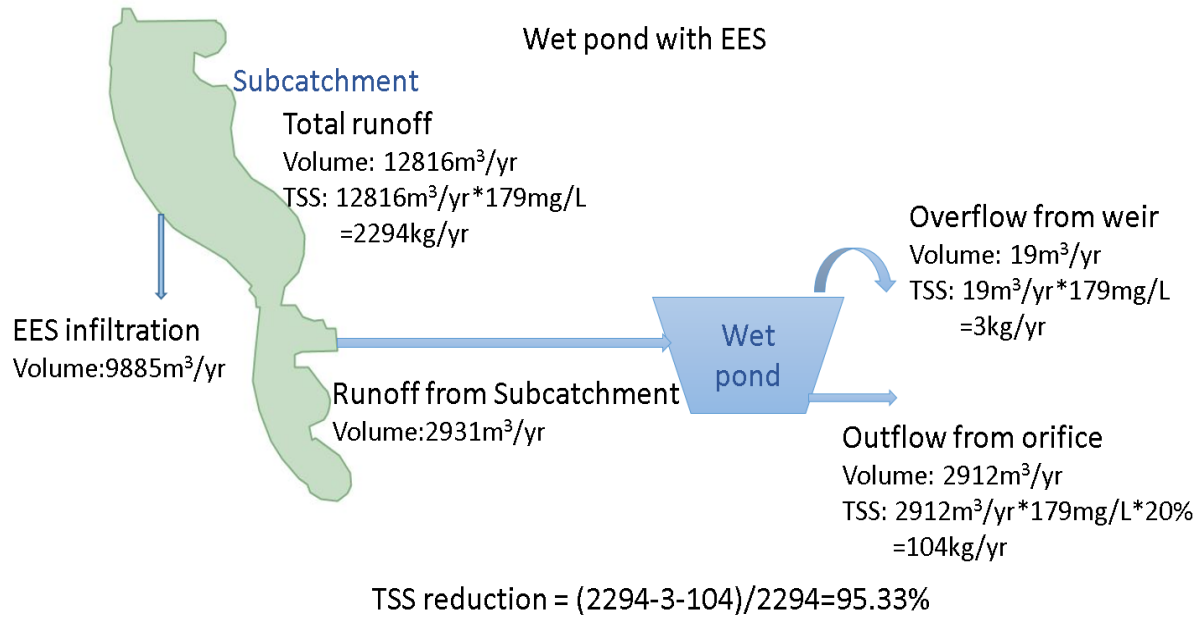 Wet pond with EES
Subcatchment
Total runoff
Volume: 12816m³/yr
TSS: 12816m³/yr*179mg/L
=2294kg/yr
EES infiltration
Volume:9885m³/yr
Runoff from Subcatchment
Volume:2931m³/yr
Wet
pond
Overflow from weir
Volume: 19m³/yr
TSS: 19m³/yr*179mg/L
=3kg/yr
Outflow from orifice
Volume: 2912m³/yr
TSS: 2912m³/yr*179mg/L*20%
=104kg/yr
TSS reduction = (2294-3-104)/2294=95.33%